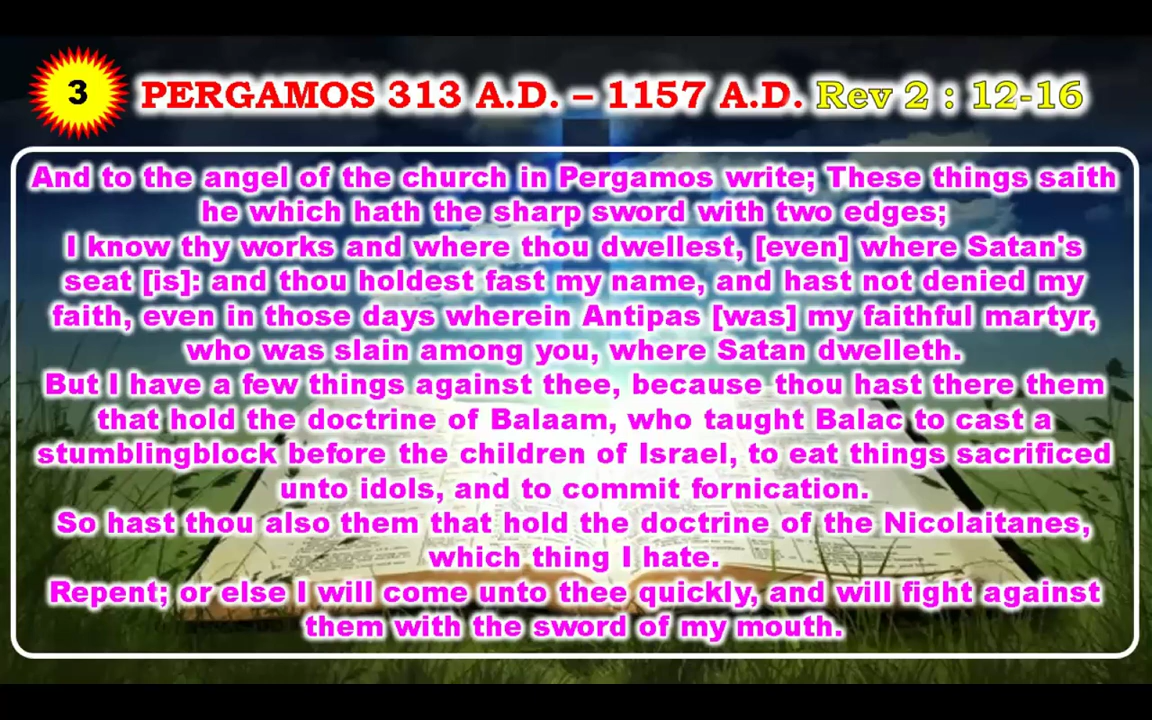 3
PERGAMOS 313 A.D. – 1157 A.D. Rev 2 : 12-16
And to the angel of the church in Pergamos write; These things saith
he which hath the sharp sword with two edges;
I know thy works and where thou dwellest, [even] where Satan's
seat [is]: and thou holdest fast my name, and hast not denied my
faith, even in those days wherein Antipas [was] my faithful martyr,
who was slain among you, where Satan dwelleth.
But I have a few things against thee, because thou hast there them
that hold the doctrine of Balaam, who taught Balac to cast a
stumblingblock before the children of Israel, to eat things sacrificed
unto idols, and to commit fornication.
So hast thou also them that hold the doctrine of the Nicolaitanes,
which thing I hate.
Repent; or else I will come unto thee quickly, and will fight against
them with the sword of my mouth.